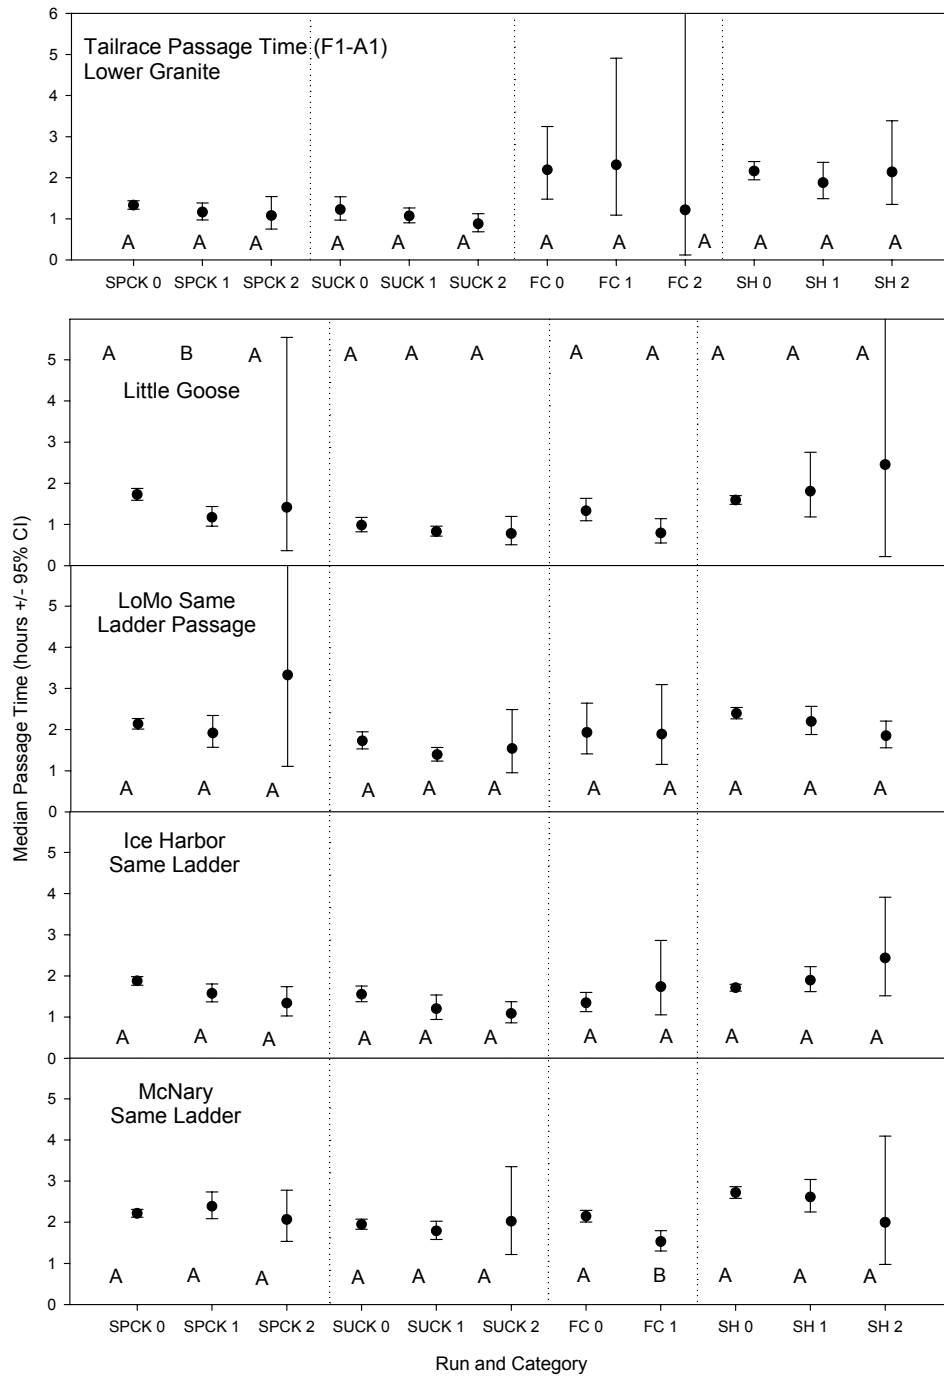 6
Tailrace Passage Time (F1-A1)
Lower Granite
5
4
3
2
1
A A A A A A A A A A A A
0
SPCK 0 SPCK 1 SPCK 2 SUCK 0 SUCK 1 SUCK 2 FC 0 FC 1 FC 2 SH 0 SH 1 SH 2
Median Passage Time (hours +/- 95% CI)
A B A A A A A A A A A
5
Little Goose
4
3
2
1
0
LoMo Same
Ladder Passage
5
4
3
2
1
A A A A A A A A A A A
0
Ice Harbor
Same Ladder
5
4
3
2
1
A A A A A A A A A A A
0
McNary
Same Ladder
5
4
3
2
1
A A A A A A A B A A A
0
SPCK 0 SPCK 1 SPCK 2 SUCK 0 SUCK 1 SUCK 2 FC 0 FC 1 SH 0 SH 1 SH 2
Run and Category